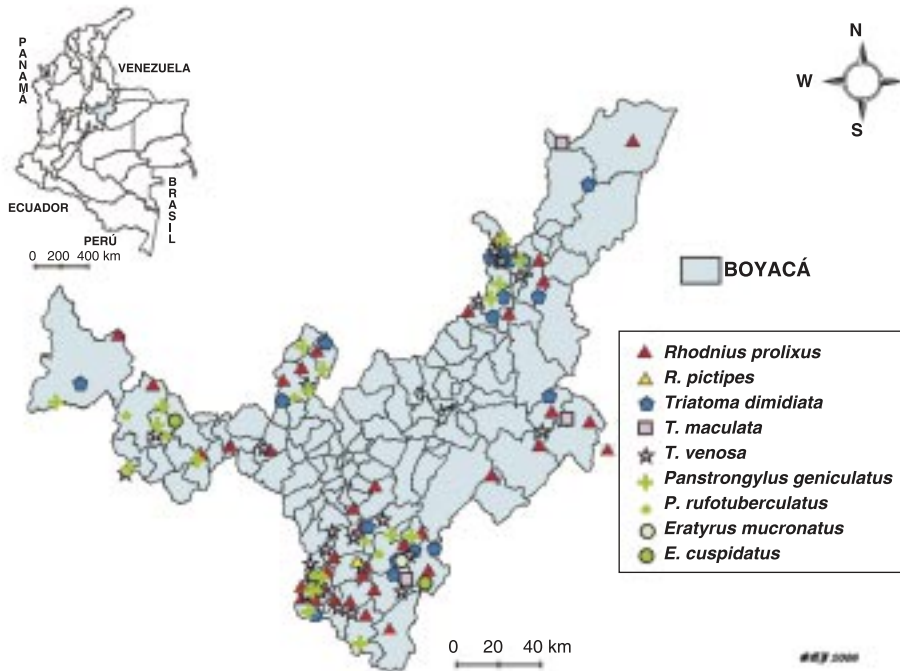 PANAMÁ
VENEZUELA
BRASIL
ECUADOR
PERÚ
0 200 400 km
N
W
S
BOYACÁ
Rhodnius prolixus
R. pictipes
Triatoma dimidiata
T. maculata
T. venosa
Panstrongylus geniculatus
P. rufotuberculatus
Eratyrus mucronatus
E. cuspidatus
0 20 40 km